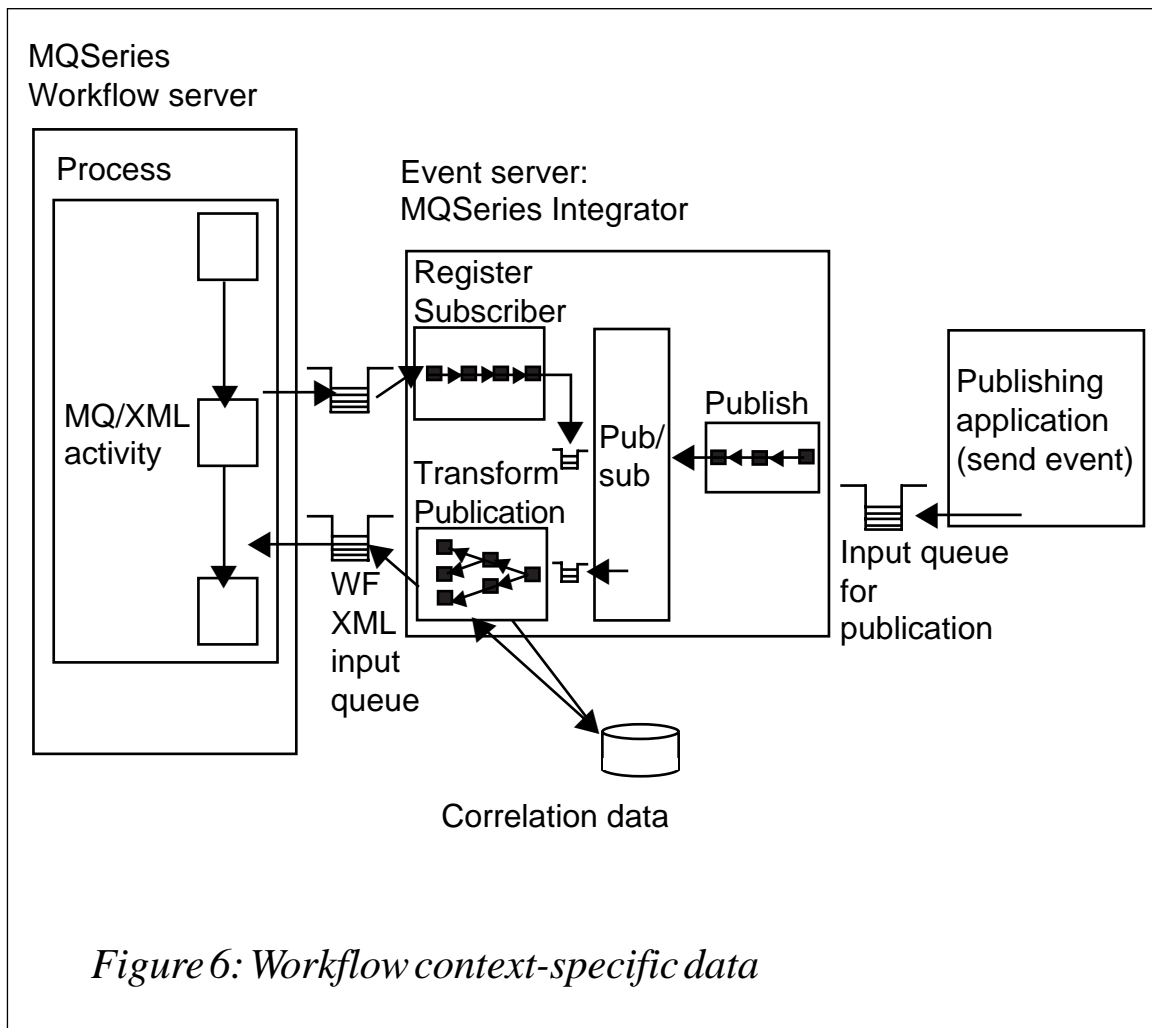 MQSeries
Workflow server
Process
MQ/XML
activity
Event server:
MQSeries Integrator
Register
Subscriber
Transform
Publication
Pub/
sub
Publish
Publishing
application
(send event)
Input queue
for
publication
WF
XML
input
queue
Correlation data
Figure 6: Workflow context-specific data